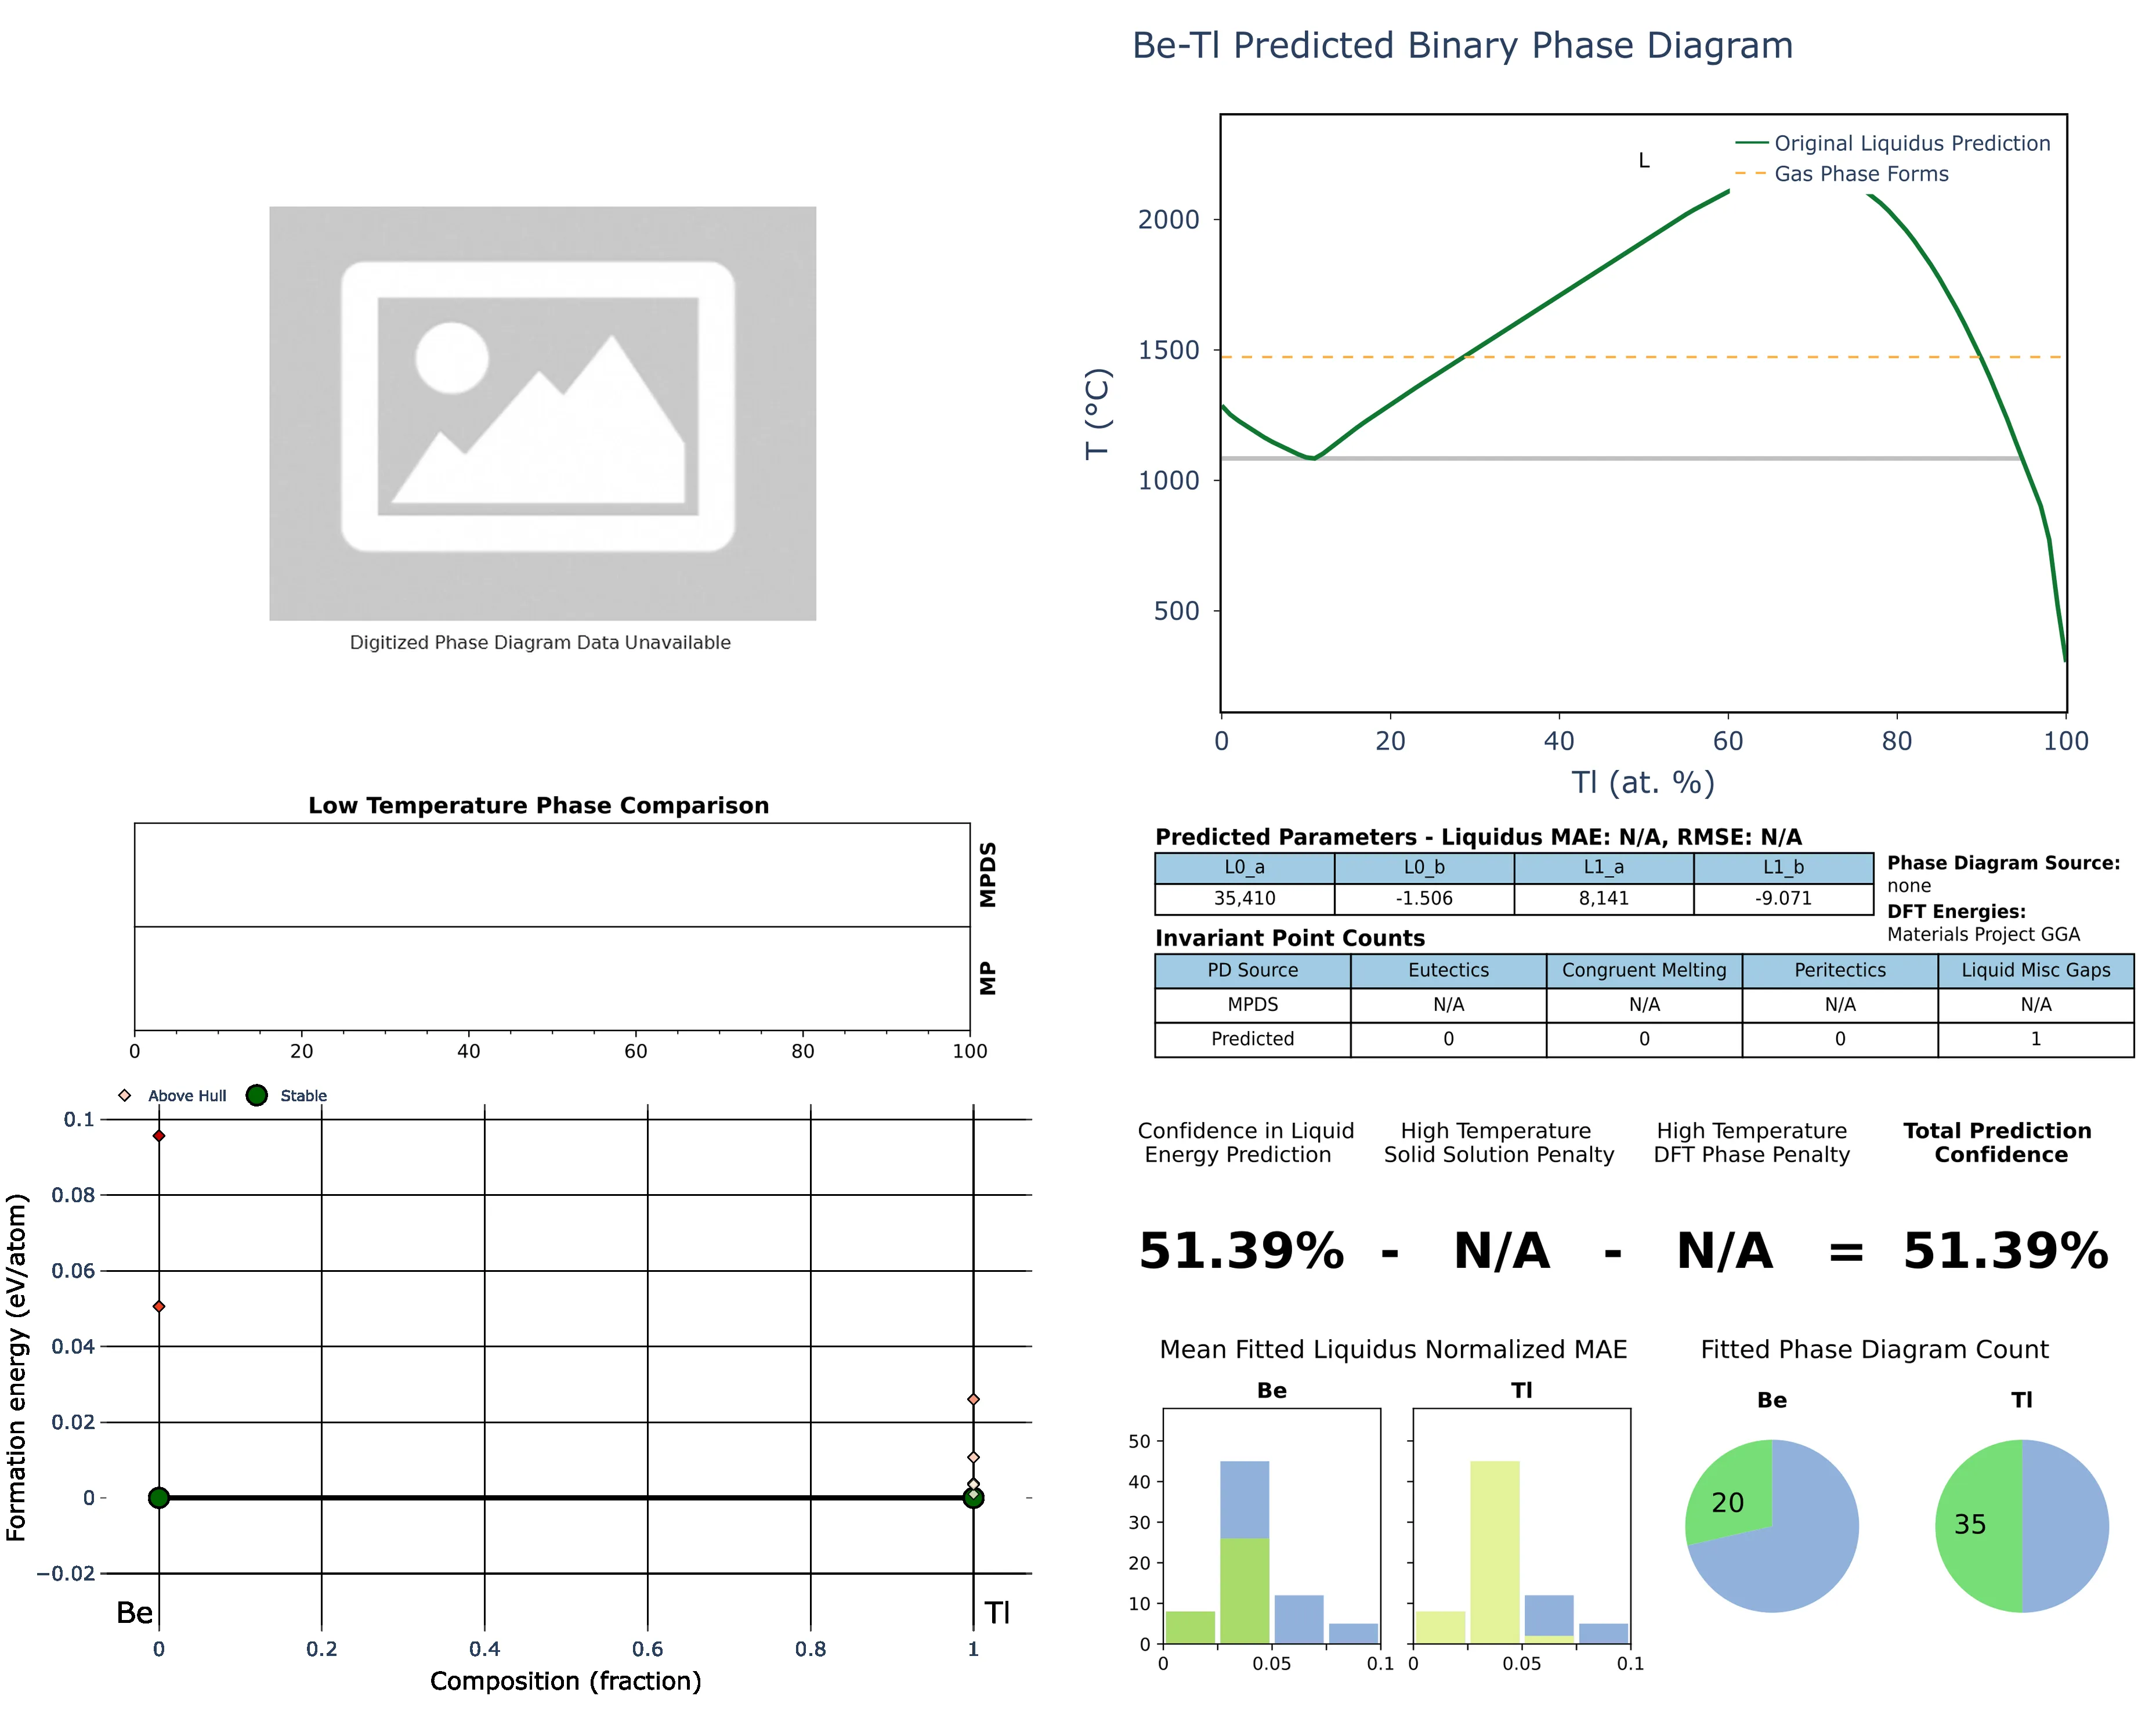 Be-Tl Predicted Binary Phase Diagram
L
Original Liquidus Prediction
Gas Phase Forms
2000
1500
1000
500
T (°C)
0 20 40 60 80 100
Tl (at. %)
Digitized Phase Diagram Data Unavailable
Low Temperature Phase Comparison
MPDS
MP
0 20 40 60 80 100
Predicted Parameters - Liquidus MAE: N/A, RMSE: N/A
L0_a L0_b L1_a L1_b
35,410 -1.506 8,141 -9.071
Phase Diagram Source:
none
DFT Energies:
Materials Project GGA
Invariant Point Counts
PD Source Eutectics Congruent Melting Peritectics Liquid Misc Gaps
MPDS N/A N/A N/A N/A
Predicted 0 0 0 1
Above Hull Stable
0.1
0.08
0.06
0.04
0.02
0
−0.02
Formation energy (eV/atom)
Be Tl
0 0.2 0.4 0.6 0.8 1
Composition (fraction)
Confidence in Liquid
Energy Prediction
High Temperature
Solid Solution Penalty
High Temperature
DFT Phase Penalty
Total Prediction
Confidence
51.39% - N/A - N/A = 51.39%
Mean Fitted Liquidus Normalized MAE
Be Tl
50
40
30
20
10
0
0 0.05 0.1 0 0.05 0.1
Fitted Phase Diagram Count
Be Tl
20 35